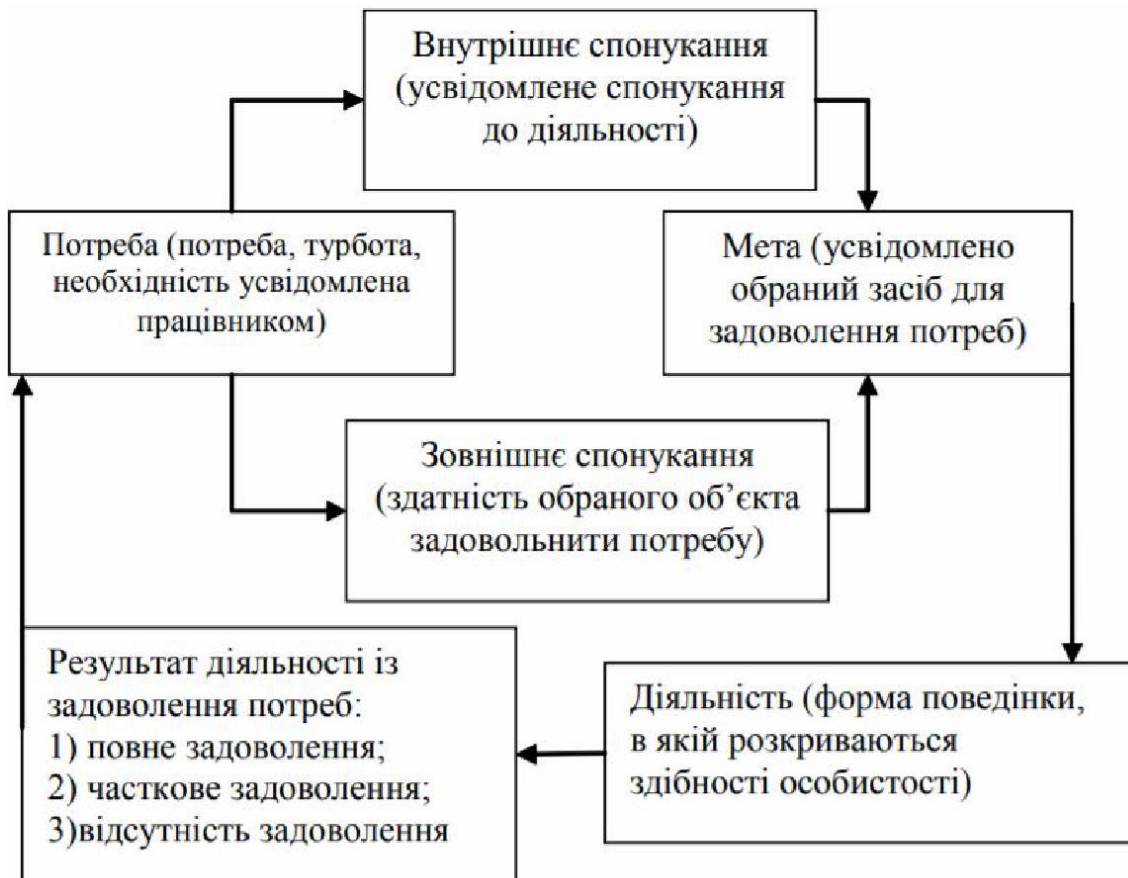 Внутрішнє спонукання
(усвідомлене спонукання
до діяльності)
Потреба (потреба, турбота,
необхідність усвідомлена
працівником)
Мета (усвідомлено
обраний засіб для
задоволення потреб)
Зовнішнє спонукання
(здатність обраного об’єкта
задовольнити потребу)
Результат діяльності із
задоволення потреб:
1) повне задоволення;
2) часткове задоволення;
3)відсутність задоволення
Діяльність (форма поведінки,
в якій розкриваються
здібності особистості)